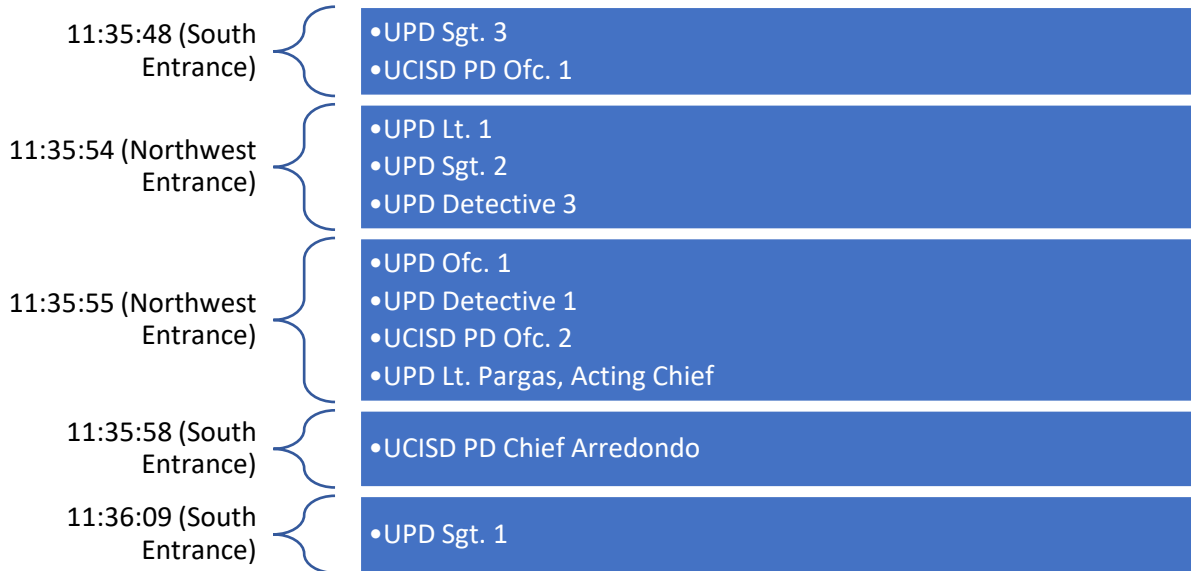 11:35:48 (South
Entrance)
•UPD Sgt. 3
•UCISD PD Ofc. 1
11:35:54 (Northwest
Entrance)
•UPD Lt. 1
•UPD Sgt. 2
•UPD Detective 3
11:35:55 (Northwest
Entrance)
•UPD Ofc. 1
•UPD Detective 1
•UCISD PD Ofc. 2
•UPD Lt. Pargas, Acting Chief
11:35:58 (South
Entrance)
•UCISD PD Chief Arredondo
11:36:09 (South
Entrance)
•UPD Sgt. 1